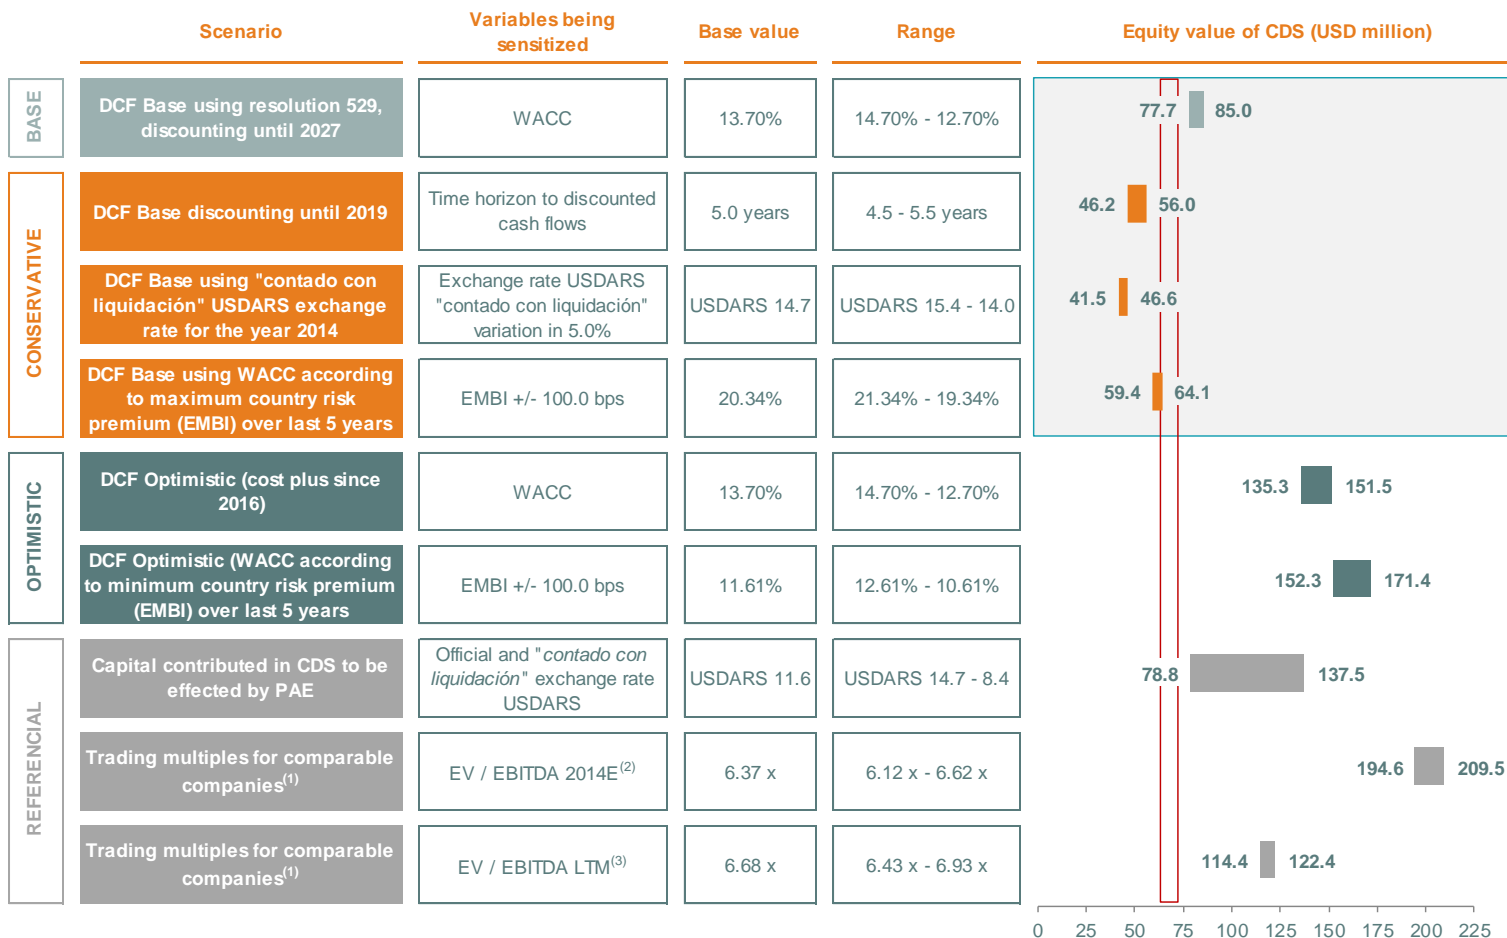 Scenario
Variables being
sensitized
Base value
Range
Equity value of CDS (USD million)
BASE
DCF Base using resolution 529,
discounting until 2027
WACC
13.70%
14.70% - 12.70%
77.7
85.0
CONSERVATIVE
DCF Base discounting until 2019
Time horizon to discounted
cash flows
5.0 years
4.5 - 5.5 years
46.2
56.0
DCF Base using "contado con
liquidación" USDARS exchange
rate for the year 2014
Exchange rate USDARS
"contado con liquidación"
variation in 5.0%
USDARS 14.7
USDARS 15.4 - 14.0
41.5
46.6
DCF Base using WACC according
to maximum country risk
premium (EMBI) over last 5 years
EMBI +/- 100.0 bps
20.34%
21.34% - 19.34%
59.4
64.1
OPTIMISTIC
DCF Optimistic (cost plus since
2016)
WACC
13.70%
14.70% - 12.70%
135.3
151.5
DCF Optimistic (WACC according
to minimum country risk premium
(EMBI) over last 5 years
EMBI +/- 100.0 bps
11.61%
12.61% - 10.61%
152.3
171.4
REFERENCIAL
Capital contributed in CDS to be
effected by PAE
Official and "contado con
liquidación" exchange rate
USDARS
USDARS 11.6
USDARS 14.7 - 8.4
78.8
137.5
Trading multiples for comparable
companies(1)
EV / EBITDA 2014E(2)
6.37 x
6.12 x - 6.62 x
194.6
209.5
Trading multiples for comparable
companies(1)
EV / EBITDA LTM(3)
6.68 x
6.43 x - 6.93 x
114.4
122.4
0 25 50 75 100 125 150 175 200 225